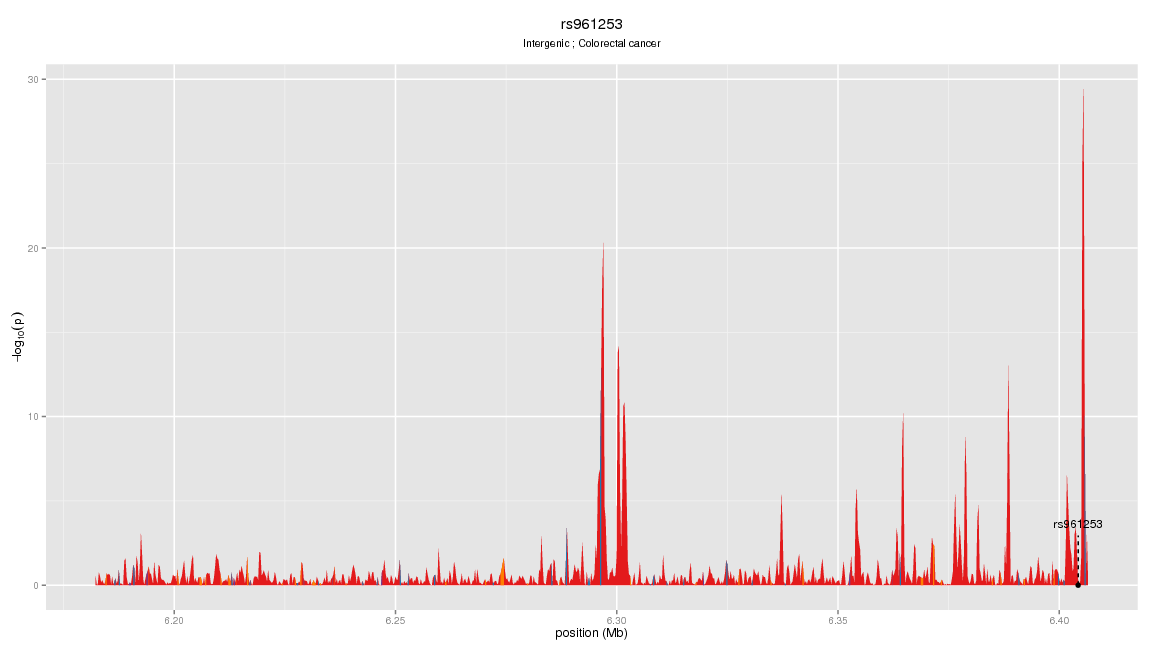 rs961253
Intergenic ; Colorectal cancer
30
20
10
0
−log10(p)
rs961253
6.20
6.25
6.30
6.35
6.40
position (Mb)